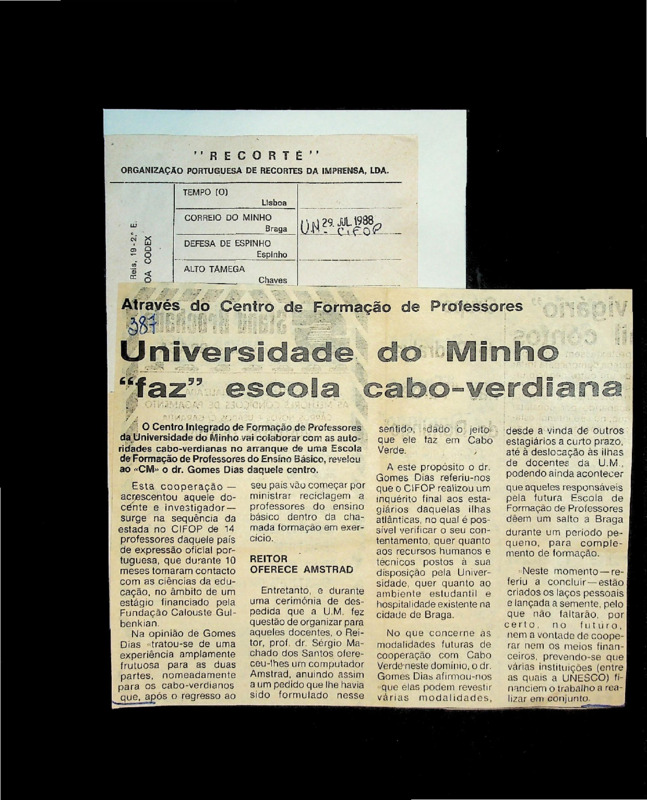 "RECORTE"
ORGANIZAÇÃO PORTUGUESA DE RECORTES DA IMPRENSA, LDA.
Reis, 19-2.º E.
OA CODEX
TEMPO (O)
Lisboa
CORREIO DO MINHO
Braga
DEFESA DE ESPINHO
Espinho
ALTO TÂMEGA
Chaves
29. JUL 1988
UN - CIFOP
Através do Centro de Formação de Professores
387
Universidade do Minho
"faz" escola cabo-verdiana
O Centro Integrado de Formação de Professores
da Universidade do Minho vai colaborar com as auto-
ridades cabo-verdianas no arranque de uma Escola
de Formação de Professores do Ensino Básico, revelou
ao «CM» o dr. Gomes Dias daquele centro.
Esta cooperação —
acrescentou aquele do-
cente e investigador—
surge na sequência da
estada no CIFOP de 14
professores daquele país
de expressão oficial por-
tuguesa, que durante 10
meses tomaram contacto
com as ciências da edu-
cação, no âmbito de um
estágio financiado pela
Fundação Calouste Gul-
benkian.
Na opinião de Gomes
Dias -tratou-se de uma
experiência amplamente
frutuosa para as duas
partes, nomeadamente
para os cabo-verdianos
que, após o regresso ao
seu país vão começar por
ministrar reciclagem a
professores do ensino
básico dentro da cha-
mada formação em exer-
cício.
REITOR
OFERECE AMSTRAD
Entretanto, e durante
uma cerimónia de des-
pedida que a U.M. fez
questão de organizar para
aqueles docentes, o Rei-
tor, prof. dr. Sérgio Ma-
chado dos Santos ofere-
ceu-lhes um computador
Amstrad, anuindo assim
a um pedido que lhe havia
sido formulado nesse
sentido, dado o jeito
que ele faz em Cabo
Verde.
A este propósito o dr.
Gomes Dias referiu-nos
que o CIFOP realizou um
inquérito final aos esta-
giários daquelas ilhas
atlânticas, no qual é pos-
sível verificar o seu con-
tentamento, quer quanto
aos recursos humanos e
técnicos postos à sua
disposição pela Univer-
sidade, quer quanto ao
ambiente estudantil e
hospitalidade existente na
cidade de Braga.
No que concerne às
modalidades futuras de
cooperação com Cabo
Verde neste domínio, o dr.
Gomes Dias afirmou-nos
-que elas podem revestir
várias modalidades,
desde a vinda de outros
estagiários a curto prazo,
até à deslocação às ilhas
de docentes da U.M.,
podendo ainda acontecer
que aqueles responsáveis
pela futura Escola de
Formação de Professores
dêem um salto a Braga
durante um período pe-
queno, para comple-
mento de formação.
Neste momento—re-
feriu a concluir—estão
criados os laços pessoais
e lançada a semente, pelo
que não faltarão, por
certo, no futuro,
nem a vontade de coope-
rar nem os meios finan-
ceiros, prevendo-se que
várias instituições (entre
as quais a UNESCO) fi-
nanciem o trabalho a rea-
lizar em conjunto.